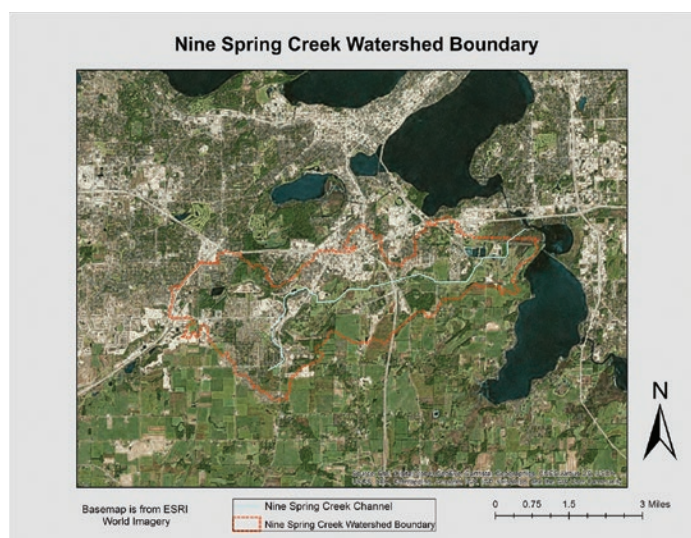 Nine Spring Creek Watershed Boundary
N
Basemap is from ESRI
World Imagery
Nine Spring Creek Channel
Nine Spring Creek Watershed Boundary
0 0.75 1.5 3 Miles